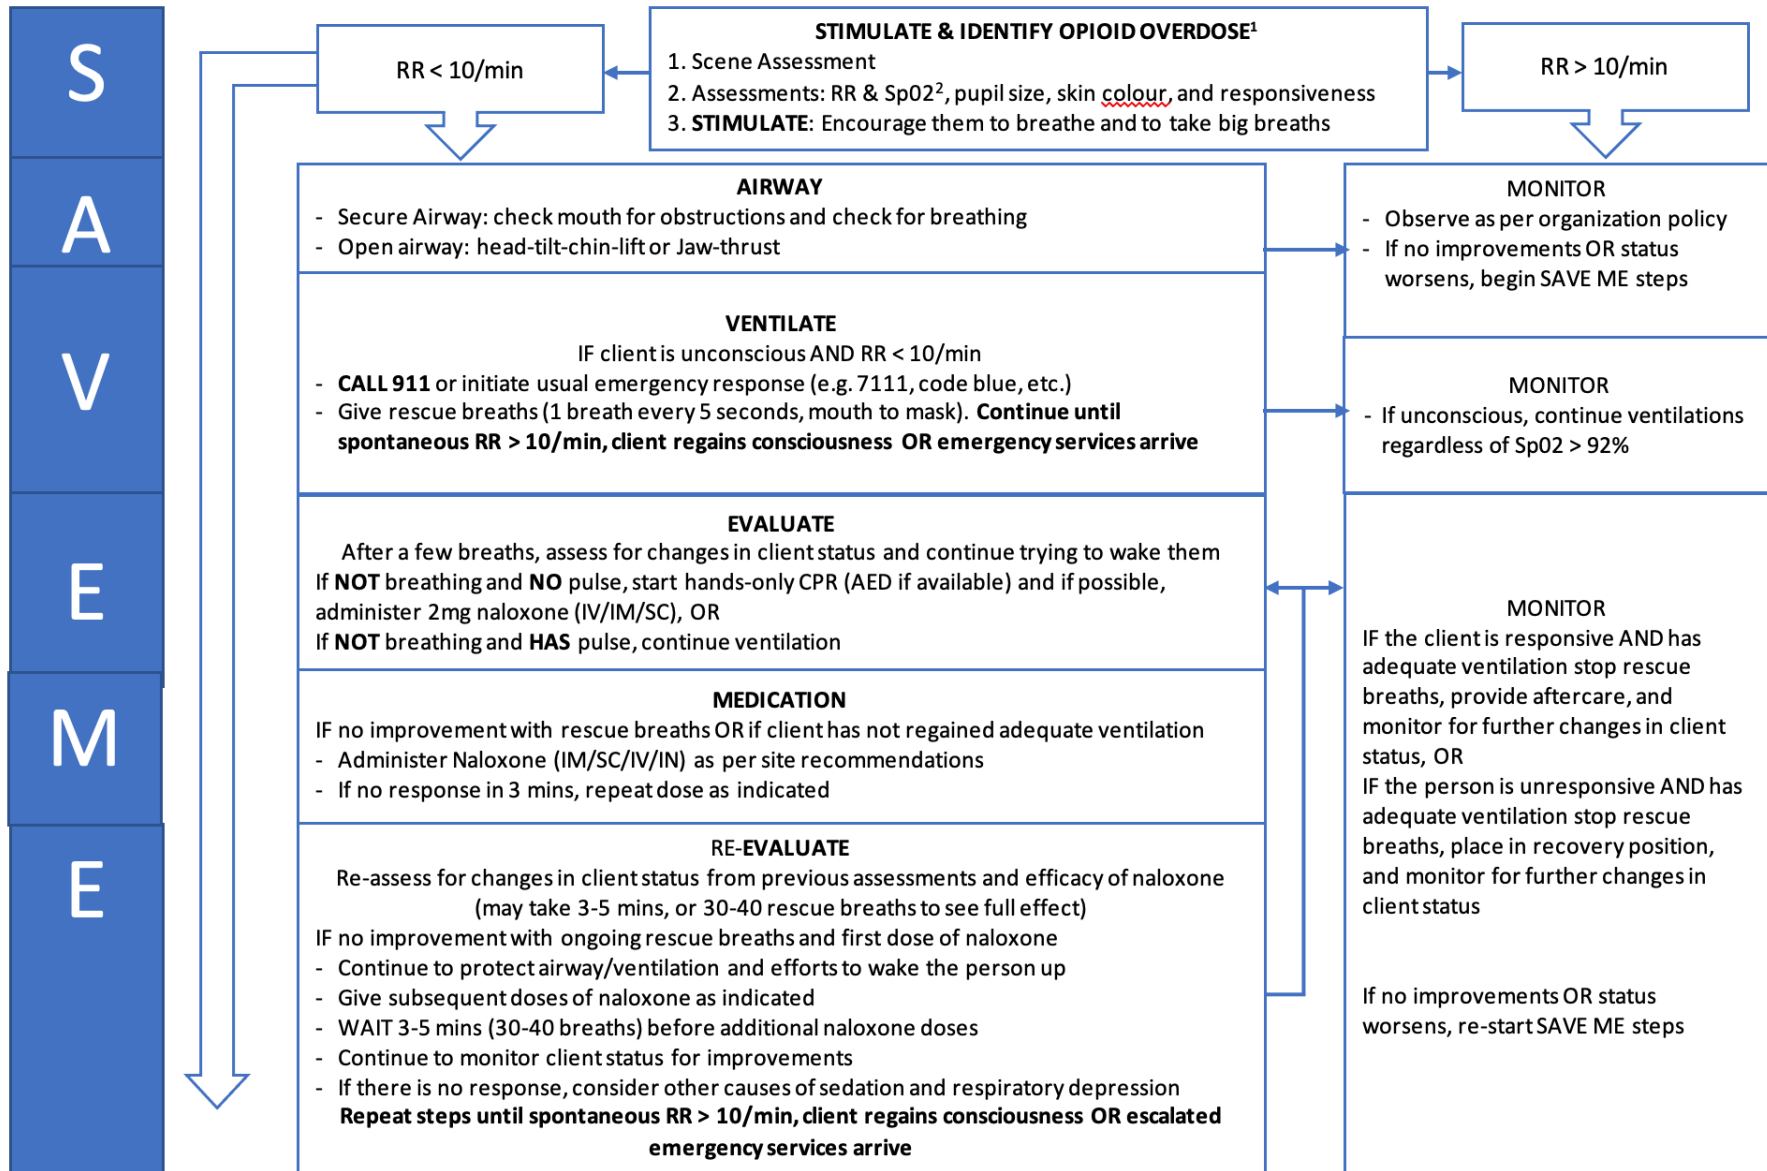 S
A
V
E
M
E
RR < 10/min
STIMULATE & IDENTIFY OPIOID OVERDOSE¹
1. Scene Assessment
2. Assessments: RR & Sp02², pupil size, skin colour, and responsiveness
3. STIMULATE: Encourage them to breathe and to take big breaths
RR > 10/min
AIRWAY
- Secure Airway: check mouth for obstructions and check for breathing
- Open airway: head-tilt-chin-lift or Jaw-thrust
MONITOR
- Observe as per organization policy
- If no improvements OR status
worsens, begin SAVE ME steps
VENTILATE
IF client is unconscious AND RR < 10/min
- CALL 911 or initiate usual emergency response (e.g. 7111, code blue, etc.)
- Give rescue breaths (1 breath every 5 seconds, mouth to mask). Continue until
spontaneous RR > 10/min, client regains consciousness OR emergency services arrive
MONITOR
- If unconscious, continue ventilations
regardless of Sp02 > 92%
EVALUATE
After a few breaths, assess for changes in client status and continue trying to wake them
If NOT breathing and NO pulse, start hands-only CPR (AED if available) and if possible,
administer 2mg naloxone (IV/IM/SC), OR
If NOT breathing and HAS pulse, continue ventilation
MEDICATION
IF no improvement with rescue breaths OR if client has not regained adequate ventilation
- Administer Naloxone (IM/SC/IV/IN) as per site recommendations
- If no response in 3 mins, repeat dose as indicated
RE-EVALUATE
Re-assess for changes in client status from previous assessments and efficacy of naloxone
(may take 3-5 mins, or 30-40 rescue breaths to see full effect)
IF no improvement with ongoing rescue breaths and first dose of naloxone
- Continue to protect airway/ventilation and efforts to wake the person up
- Give subsequent doses of naloxone as indicated
- WAIT 3-5 mins (30-40 breaths) before additional naloxone doses
- Continue to monitor client status for improvements
- If there is no response, consider other causes of sedation and respiratory depression
Repeat steps until spontaneous RR > 10/min, client regains consciousness OR escalated
emergency services arrive
MONITOR
IF the client is responsive AND has
adequate ventilation stop rescue
breaths, provide aftercare, and
monitor for further changes in client
status, OR
IF the person is unresponsive AND has
adequate ventilation stop rescue
breaths, place in recovery position,
and monitor for further changes in
client status
If no improvements OR status
worsens, re-start SAVE ME steps